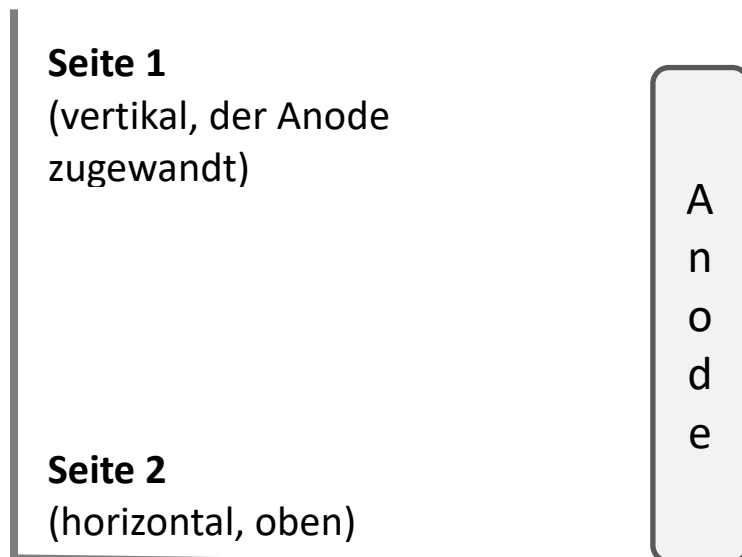 Seite 1
(vertikal, der Anode
zugewandt)
A
n
o
d
e
Seite 2
(horizontal, oben)